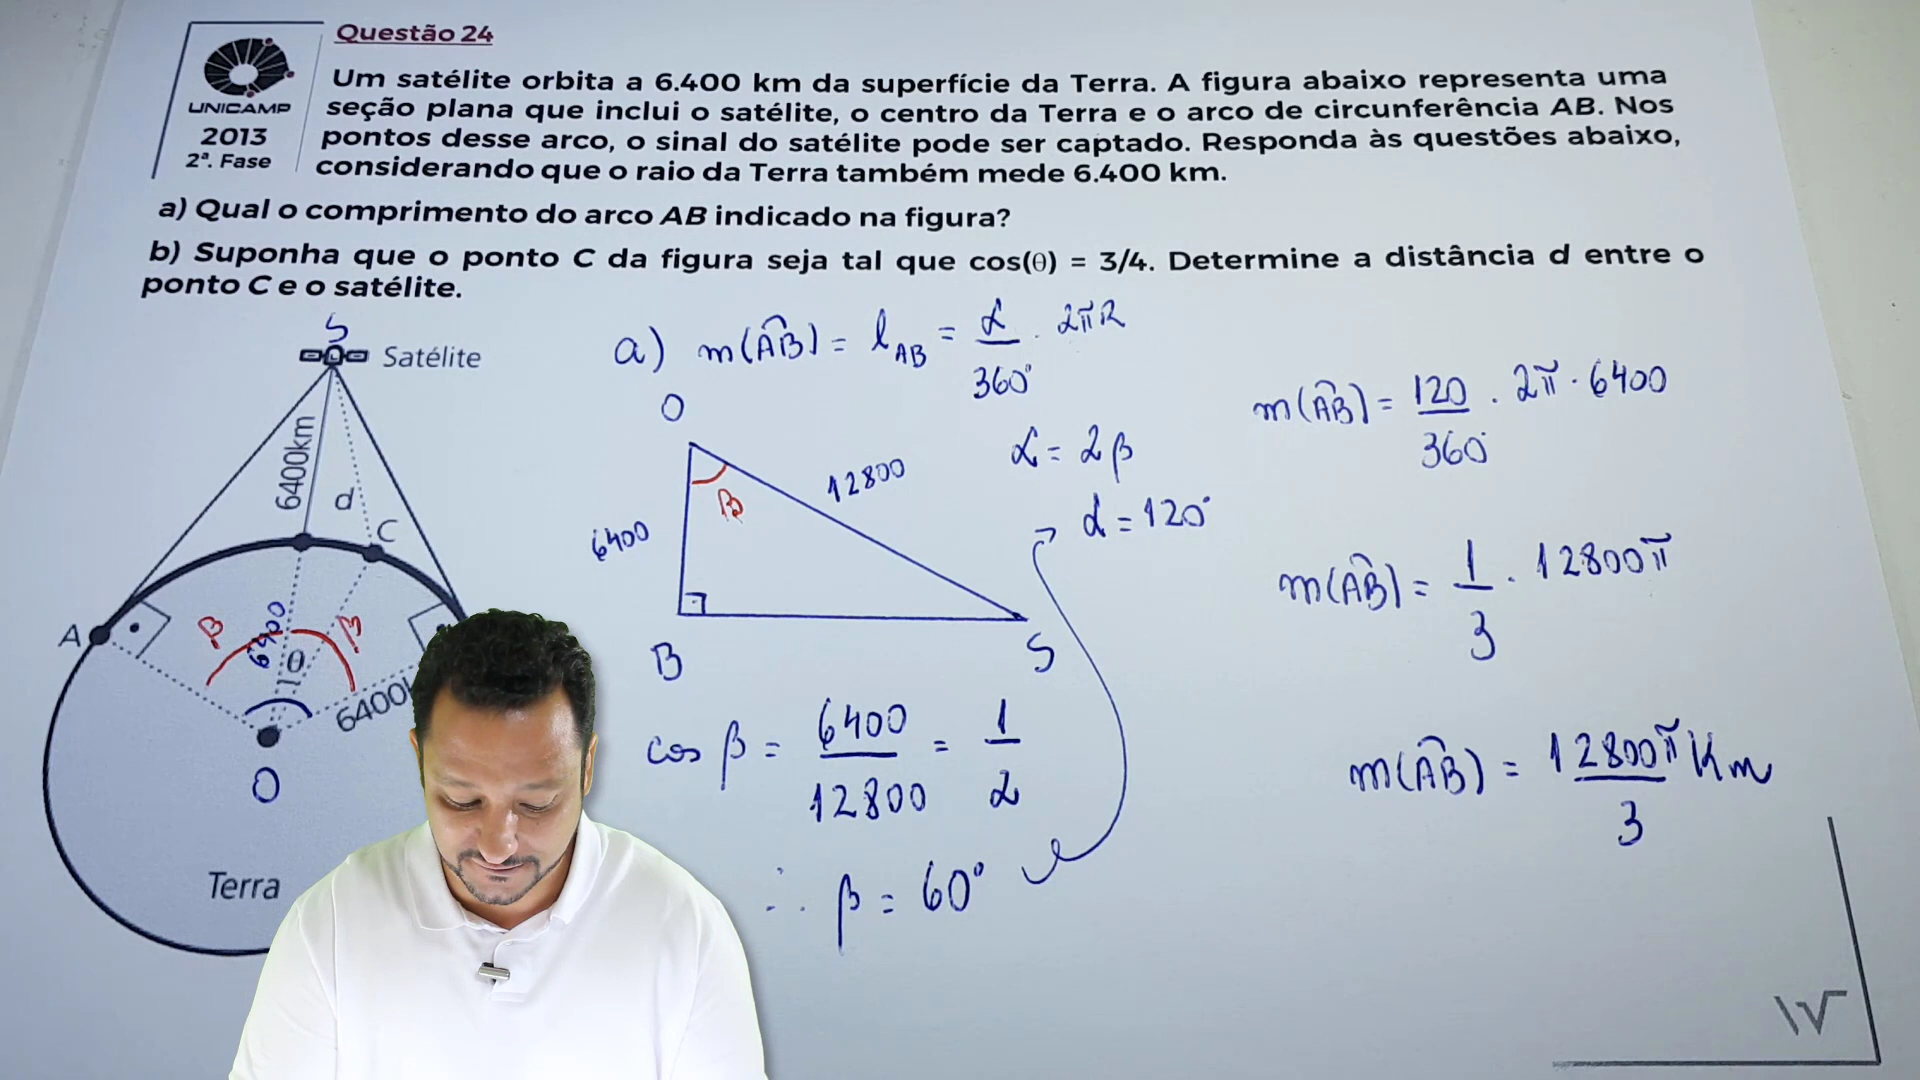 Questão 24
UNICAMP
2013
2ª. Fase
Um satélite orbita a 6.400 km da superfície da Terra. A figura abaixo representa uma
seção plana que inclui o satélite, o centro da Terra e o arco de circunferência AB. Nos
pontos desse arco, o sinal do satélite pode ser captado. Responda às questões abaixo,
considerando que o raio da Terra também mede 6.400 km.
a) Qual o comprimento do arco AB indicado na figura?
b) Suponha que o ponto C da figura seja tal que cos(θ) = 3/4. Determine a distância d entre o
ponto C e o satélite.
S
Satélite
6400km
d
C
A
β
6400
β
θ
6400
O
Terra
a) m(AB) = l AB = α/360° . 2πR
O
β
12800
6400
B
S
α = 2β
α = 120°
cos β = 6400/12800 = 1/2
∴ β = 60°
m(AB) = 120/360° . 2π . 6400
m(AB) = 1/3 . 12800π
m(AB) = 12800π/3 Km